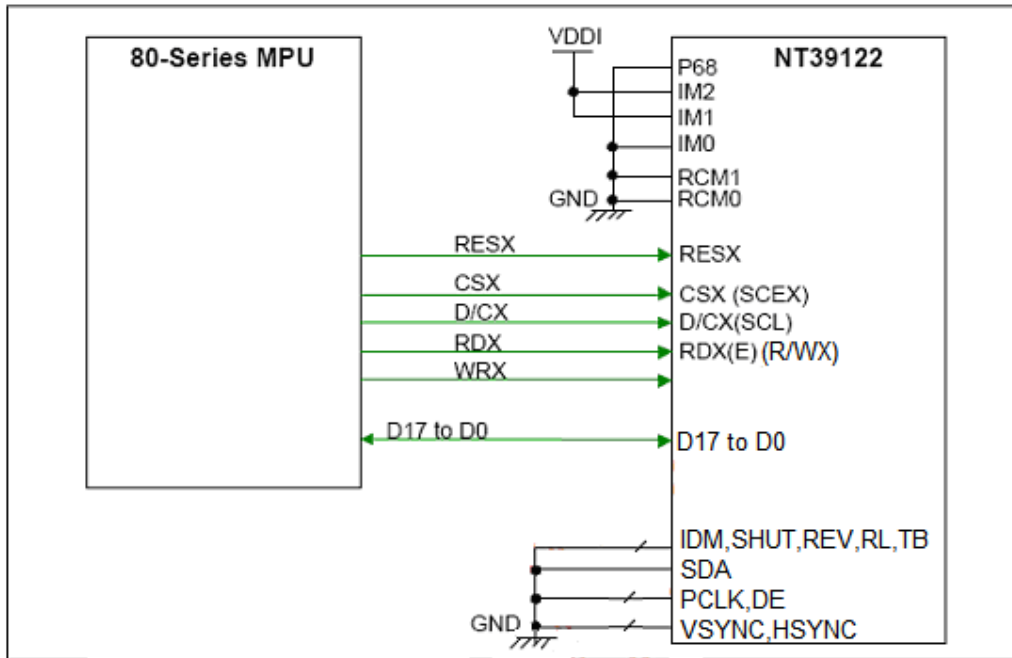 80-Series MPU
VDDI
NT39122
P68
IM2
IM1
IM0
RCM1
GND
RCM0
RESX
RESX
CSX
CSX (SCEX)
D/CX
D/CX(SCL)
RDX
RDX(E) (R/WX)
WRX
D17 to D0
D17 to D0
IDM,SHUT,REV,RL,TB
SDA
PCLK,DE
GND
VSYNC,HSYNC